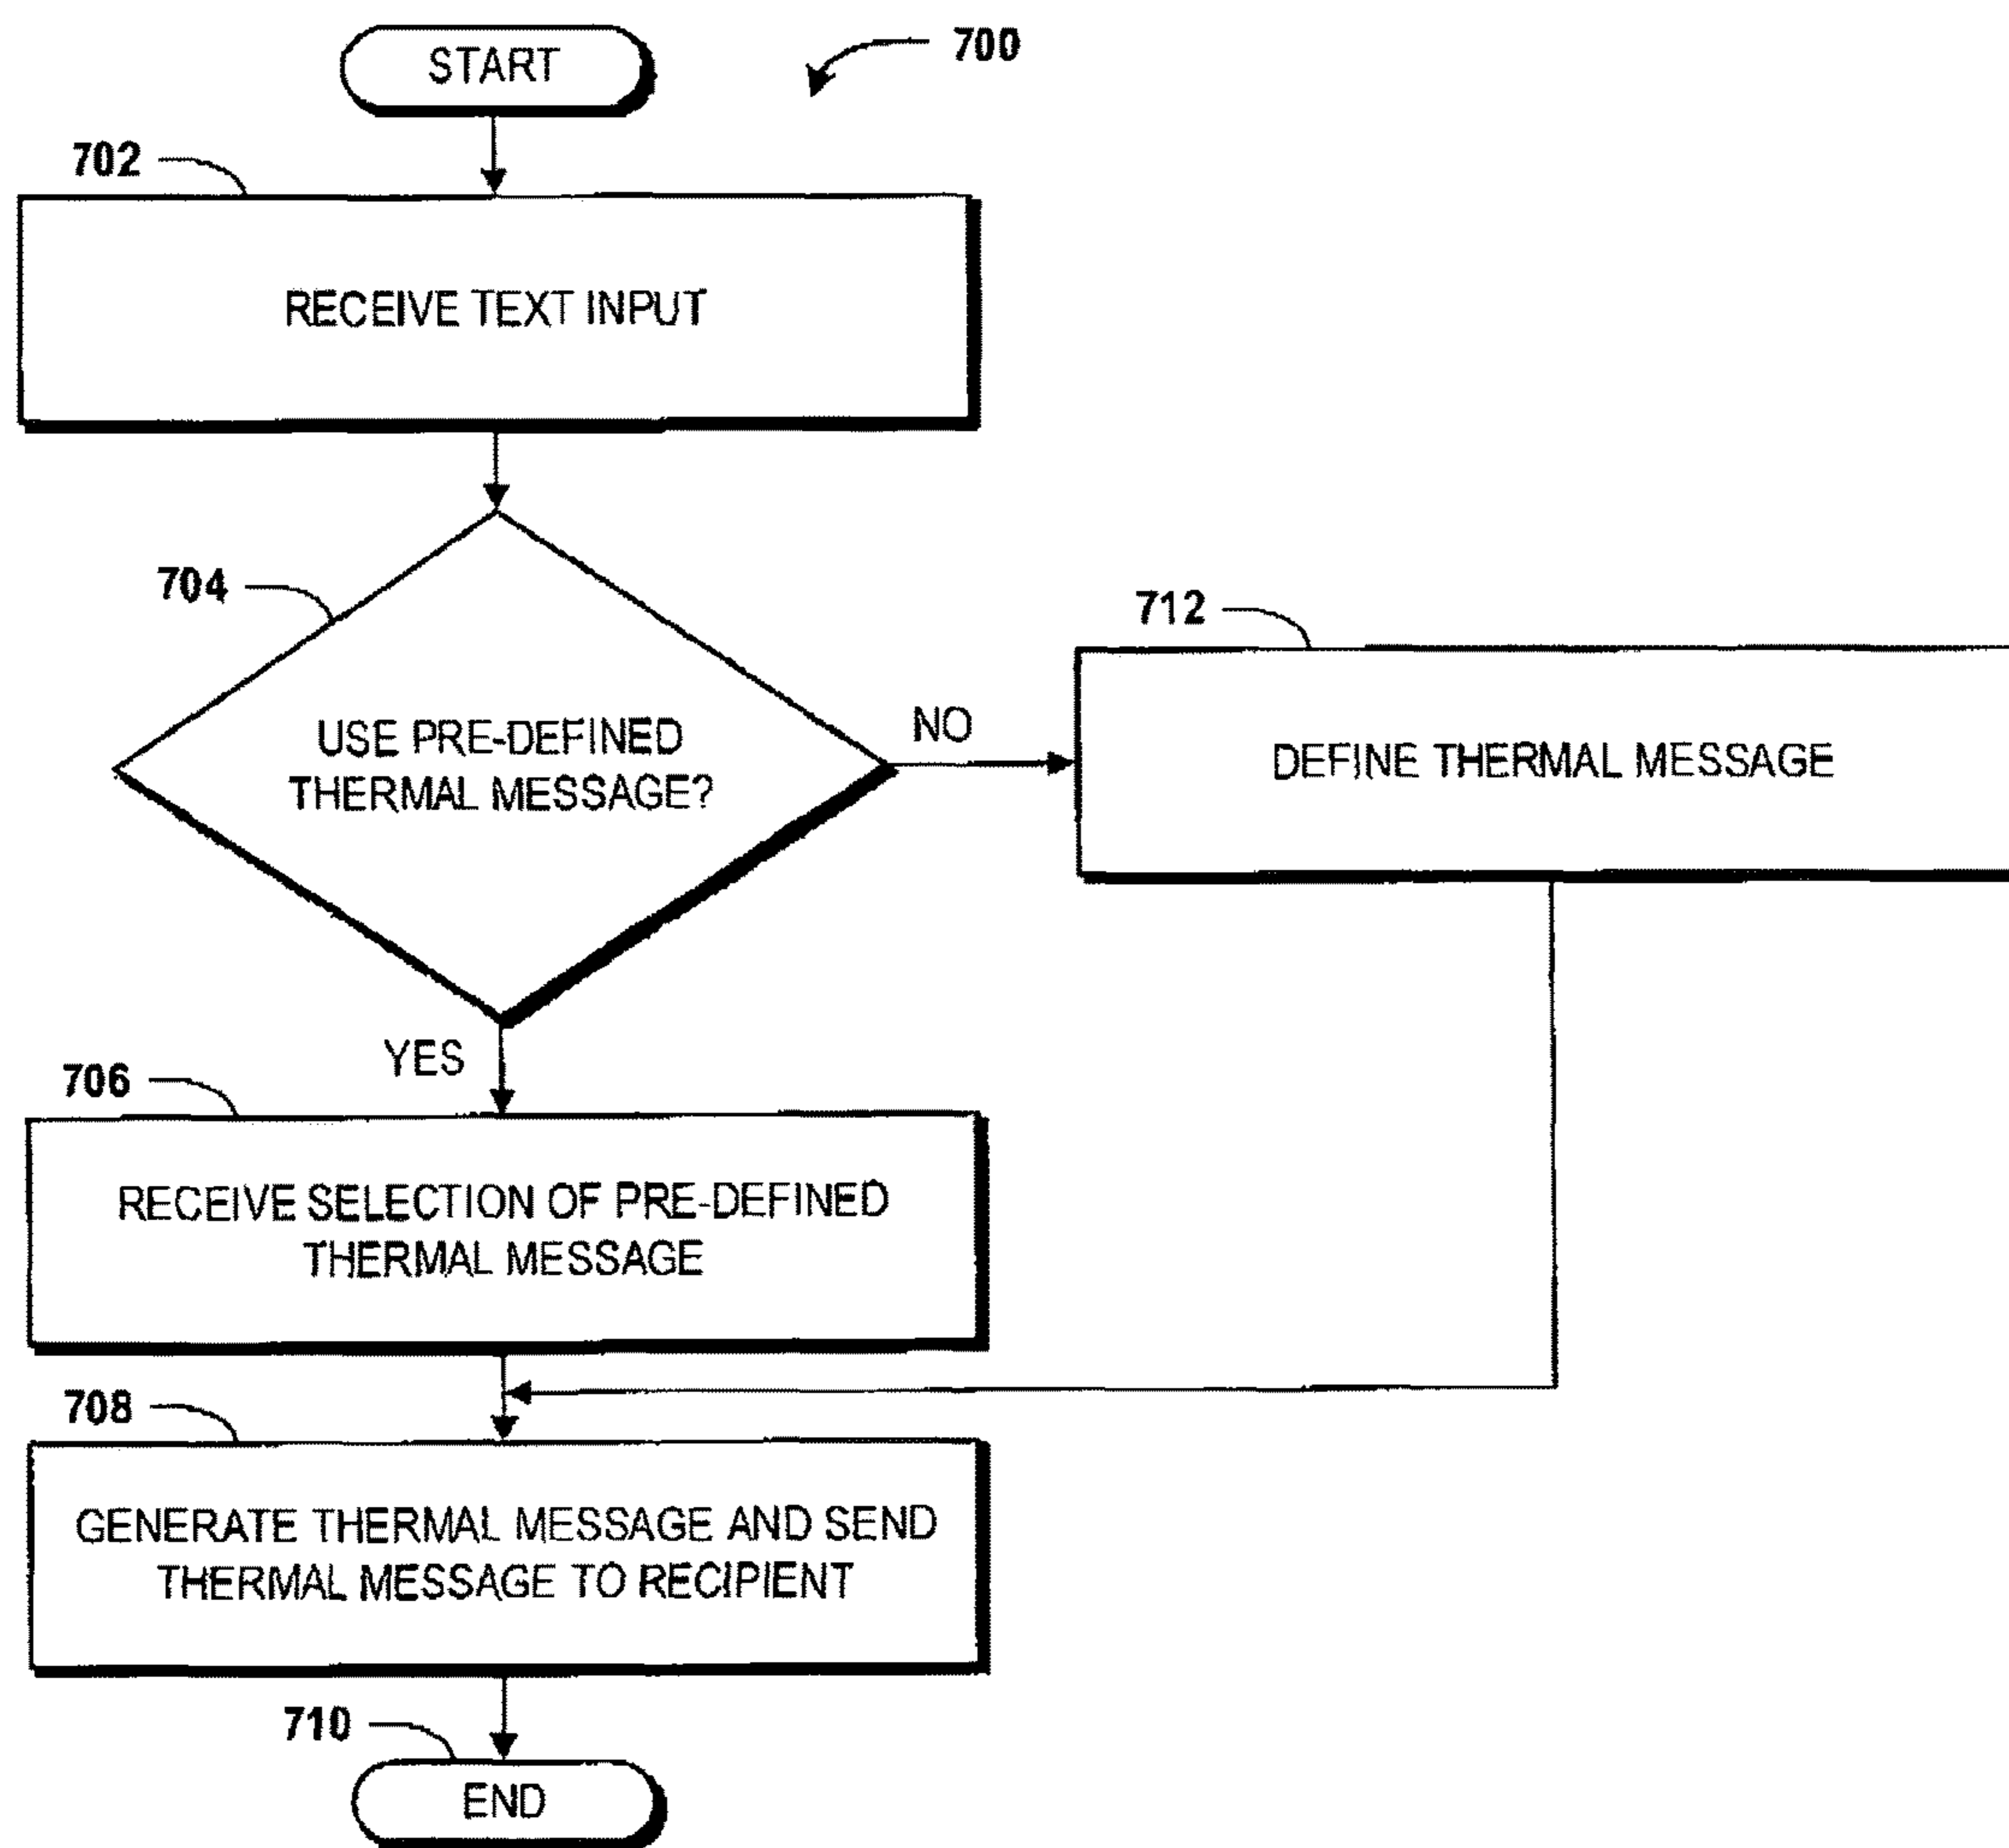 START
700
702
RECEIVE TEXT INPUT
704
USE PRE-DEFINED
THERMAL MESSAGE?
NO
712
DEFINE THERMAL MESSAGE
YES
706
RECEIVE SELECTION OF PRE-DEFINED
THERMAL MESSAGE
708
GENERATE THERMAL MESSAGE AND SEND
THERMAL MESSAGE TO RECIPIENT
710
END